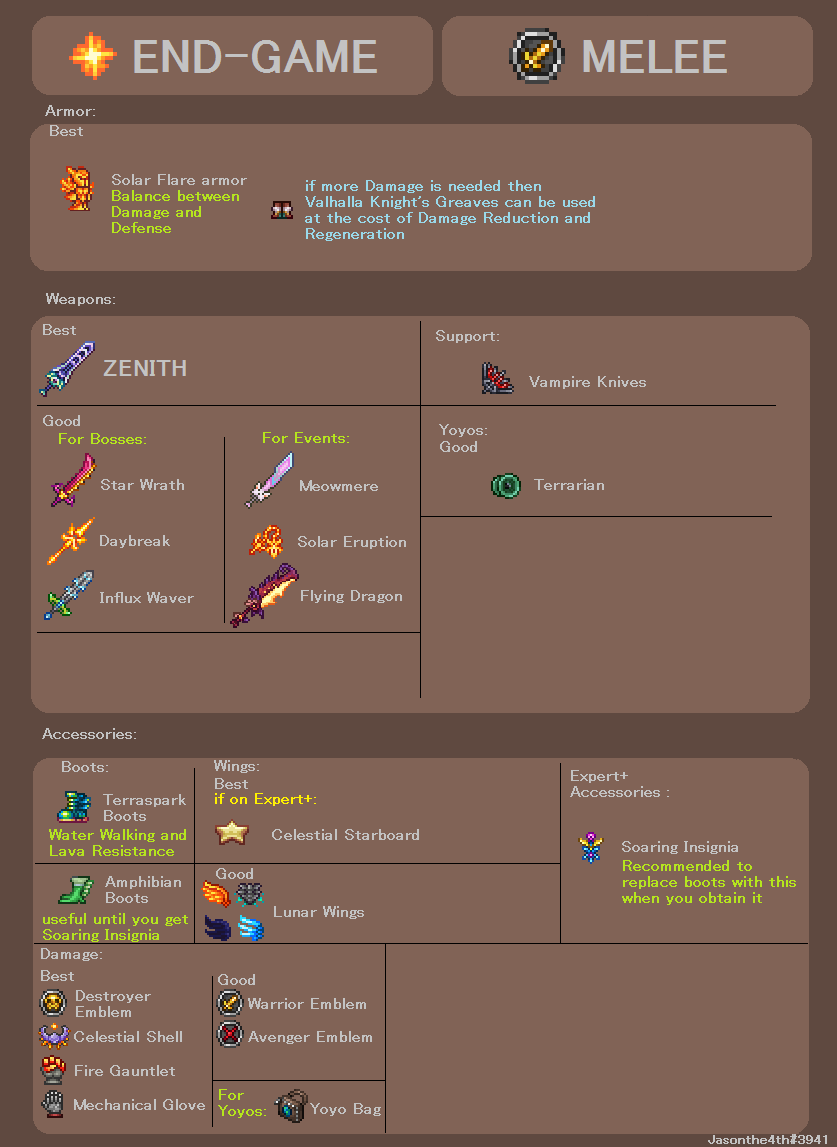 END-GAME
MELEE
Armor:
Best
Solar Flare armor
Balance between
Damage and
Defense
if more Damage is needed then
Valhalla Knight's Greaves can be used
at the cost of Damage Reduction and
Regeneration
Weapons:
Best
ZENITH
Support:
Vampire Knives
Good
For Bosses:
Star Wrath
Daybreak
Influx Waver
For Events:
Meowmere
Solar Eruption
Flying Dragon
Yoyos:
Good
Terrarian
Accessories:
Boots:
Terraspark
Boots
Water Walking and
Lava Resistance
Amphibian
Boots
useful until you get
Soaring Insignia
Wings:
Best
if on Expert+:
Celestial Starboard
Good
Lunar Wings
Expert+
Accessories :
Soaring Insignia
Recommended to
replace boots with this
when you obtain it
Damage:
Best
Destroyer
Emblem
Celestial Shell
Fire Gauntlet
Mechanical Glove
Good
Warrior Emblem
Avenger Emblem
For
Yoyos:
Yoyo Bag
Jasonthe4th#3941